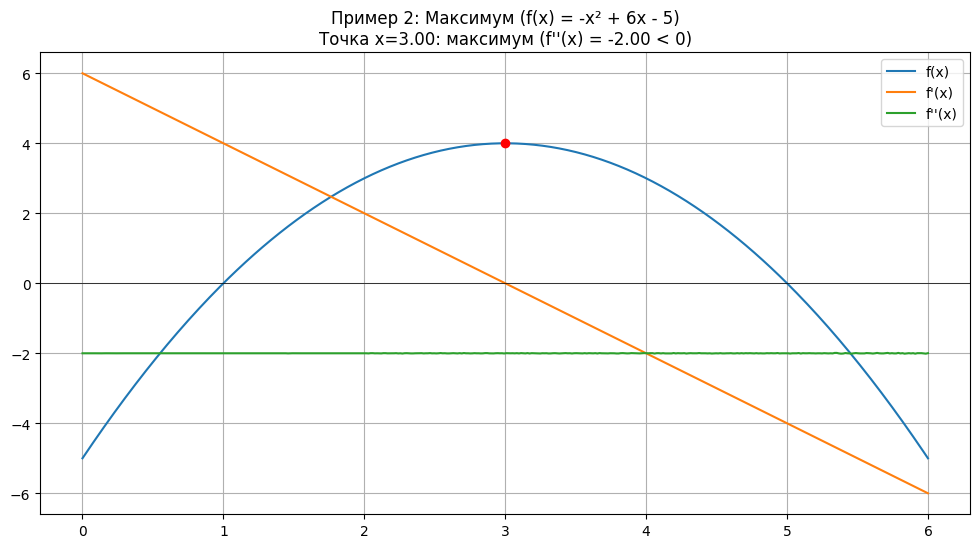 Пример 2: Максимум (f(x) = -x² + 6x - 5)
Точка x=3.00: максимум (f''(x) = -2.00 < 0)
f(x)
f'(x)
f''(x)
6
4
2
0
−2
−4
−6
0 1 2 3 4 5 6